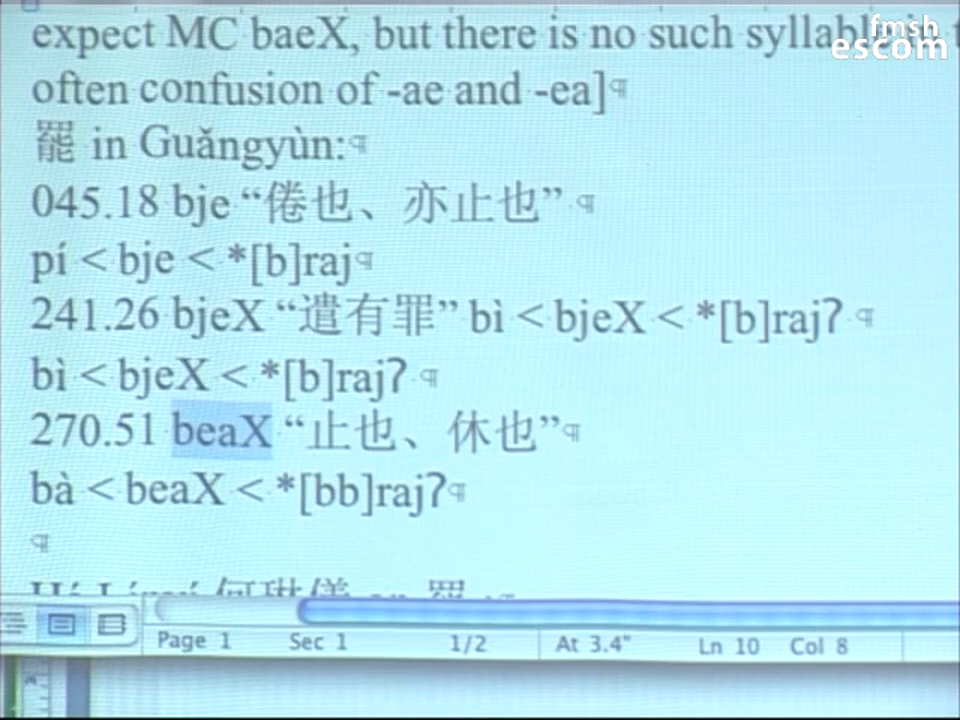 expect MC baeX, but there is no such syllable
fmsh
escom
often confusion of -ae and -ea]
罷 in Guǎngyùn:
045.18 bje “倦也、亦止也”
pí < bje < *[b]raj
241.26 bjeX “遣有罪” bì < bjeX < *[b]rajʔ
bì < bjeX < *[b]rajʔ
270.51 beaX “止也、休也”
bà < beaX < *[bb]rajʔ
Page 1 Sec 1 1/2 At 3.4" Ln 10 Col 8